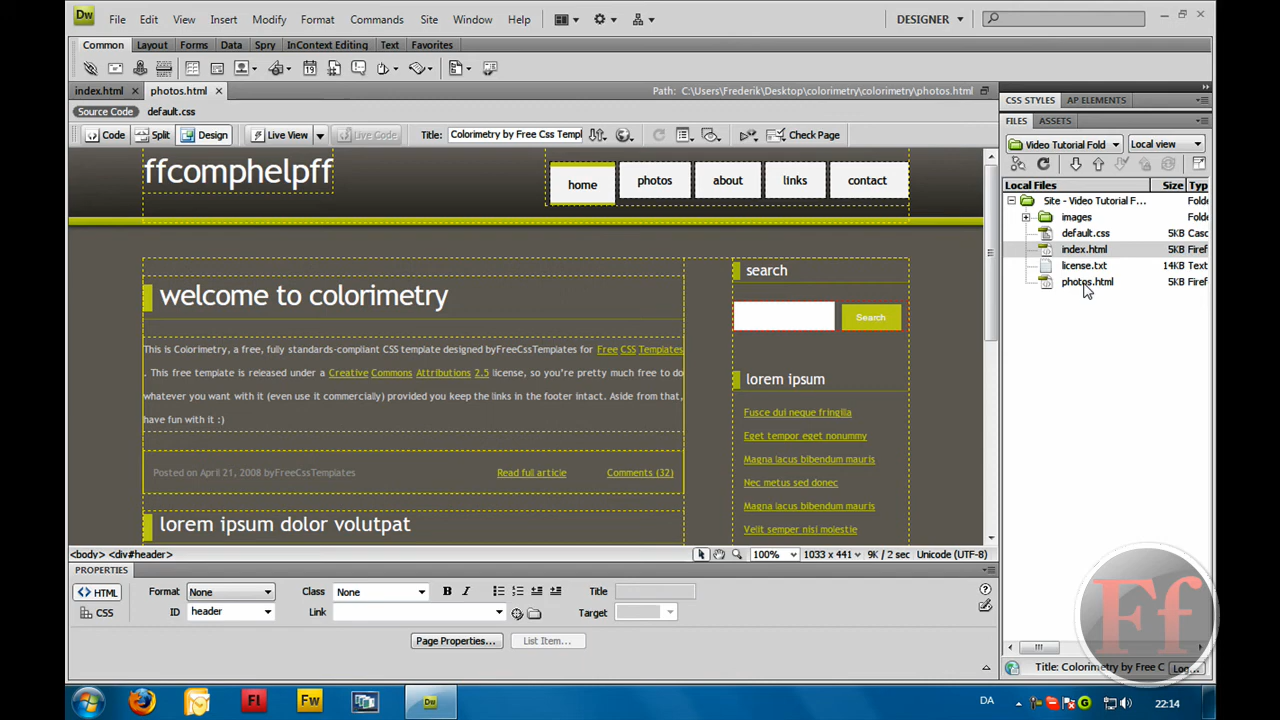 Dw File Edit View Insert Modify Format Commands Site Window Help DESIGNER
Common Layout Forms Data Spry InContext Editing Text Favorites
index.html photos.html Path: C:\Users\Frederik\Desktop\colorimetry\colorimetry\photos.html
Source Code default.css
Code Split Design Live View Live Code Title: Colorimetry by Free Css Templ Check Page
ffcomphelpff
home photos about links contact
welcome to colorimetry
This is Colorimetry, a free, fully standards-compliant CSS template designed byFreeCssTemplates for Free CSS Templates
. This free template is released under a Creative Commons Attributions 2.5 license, so you're pretty much free to do
whatever you want with it (even use it commercially) provided you keep the links in the footer intact. Aside from that,
have fun with it :)
Posted on April 21, 2008 byFreeCssTemplates Read full article Comments (32)
lorem ipsum dolor volutpat
search
Search
lorem ipsum
Fusce dui neque fringilla
Eget tempor eget nonummy
Magna lacus bibendum mauris
Nec metus sed donec
Magna lacus bibendum mauris
Velit semper nisi molestie
<body> <div#header> 100% 1033 x 441 9K / 2 sec Unicode (UTF-8)
PROPERTIES
HTML Format None Class None B I Title
CSS ID header Link Target
Page Properties... List Item...
CSS STYLES AP ELEMENTS
FILES ASSETS
Video Tutorial Fold Local view
Local Files Size Typ
Site - Video Tutorial F... Folde
images Folde
default.css 5KB Casc
index.html 5KB Firef
license.txt 14KB Text
photos.html 5KB Firef
Ff
Title: Colorimetry by Free C Log...
Fl Fw Dw DA 22:14